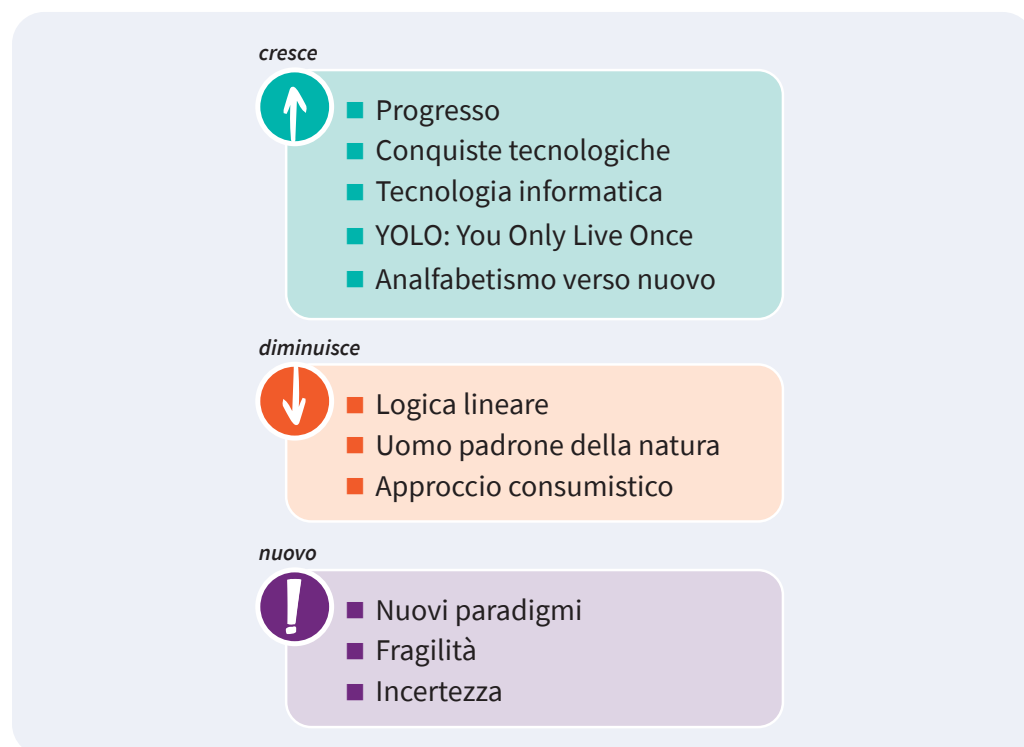 cresce
Progresso
Conquiste tecnologiche
Tecnologia informatica
YOLO: You Only Live Once
Analfabetismo verso nuovo
diminuisce
Logica lineare
Uomo padrone della natura
Approccio consumistico
nuovo
!
Nuovi paradigmi
Fragilità
Incertezza